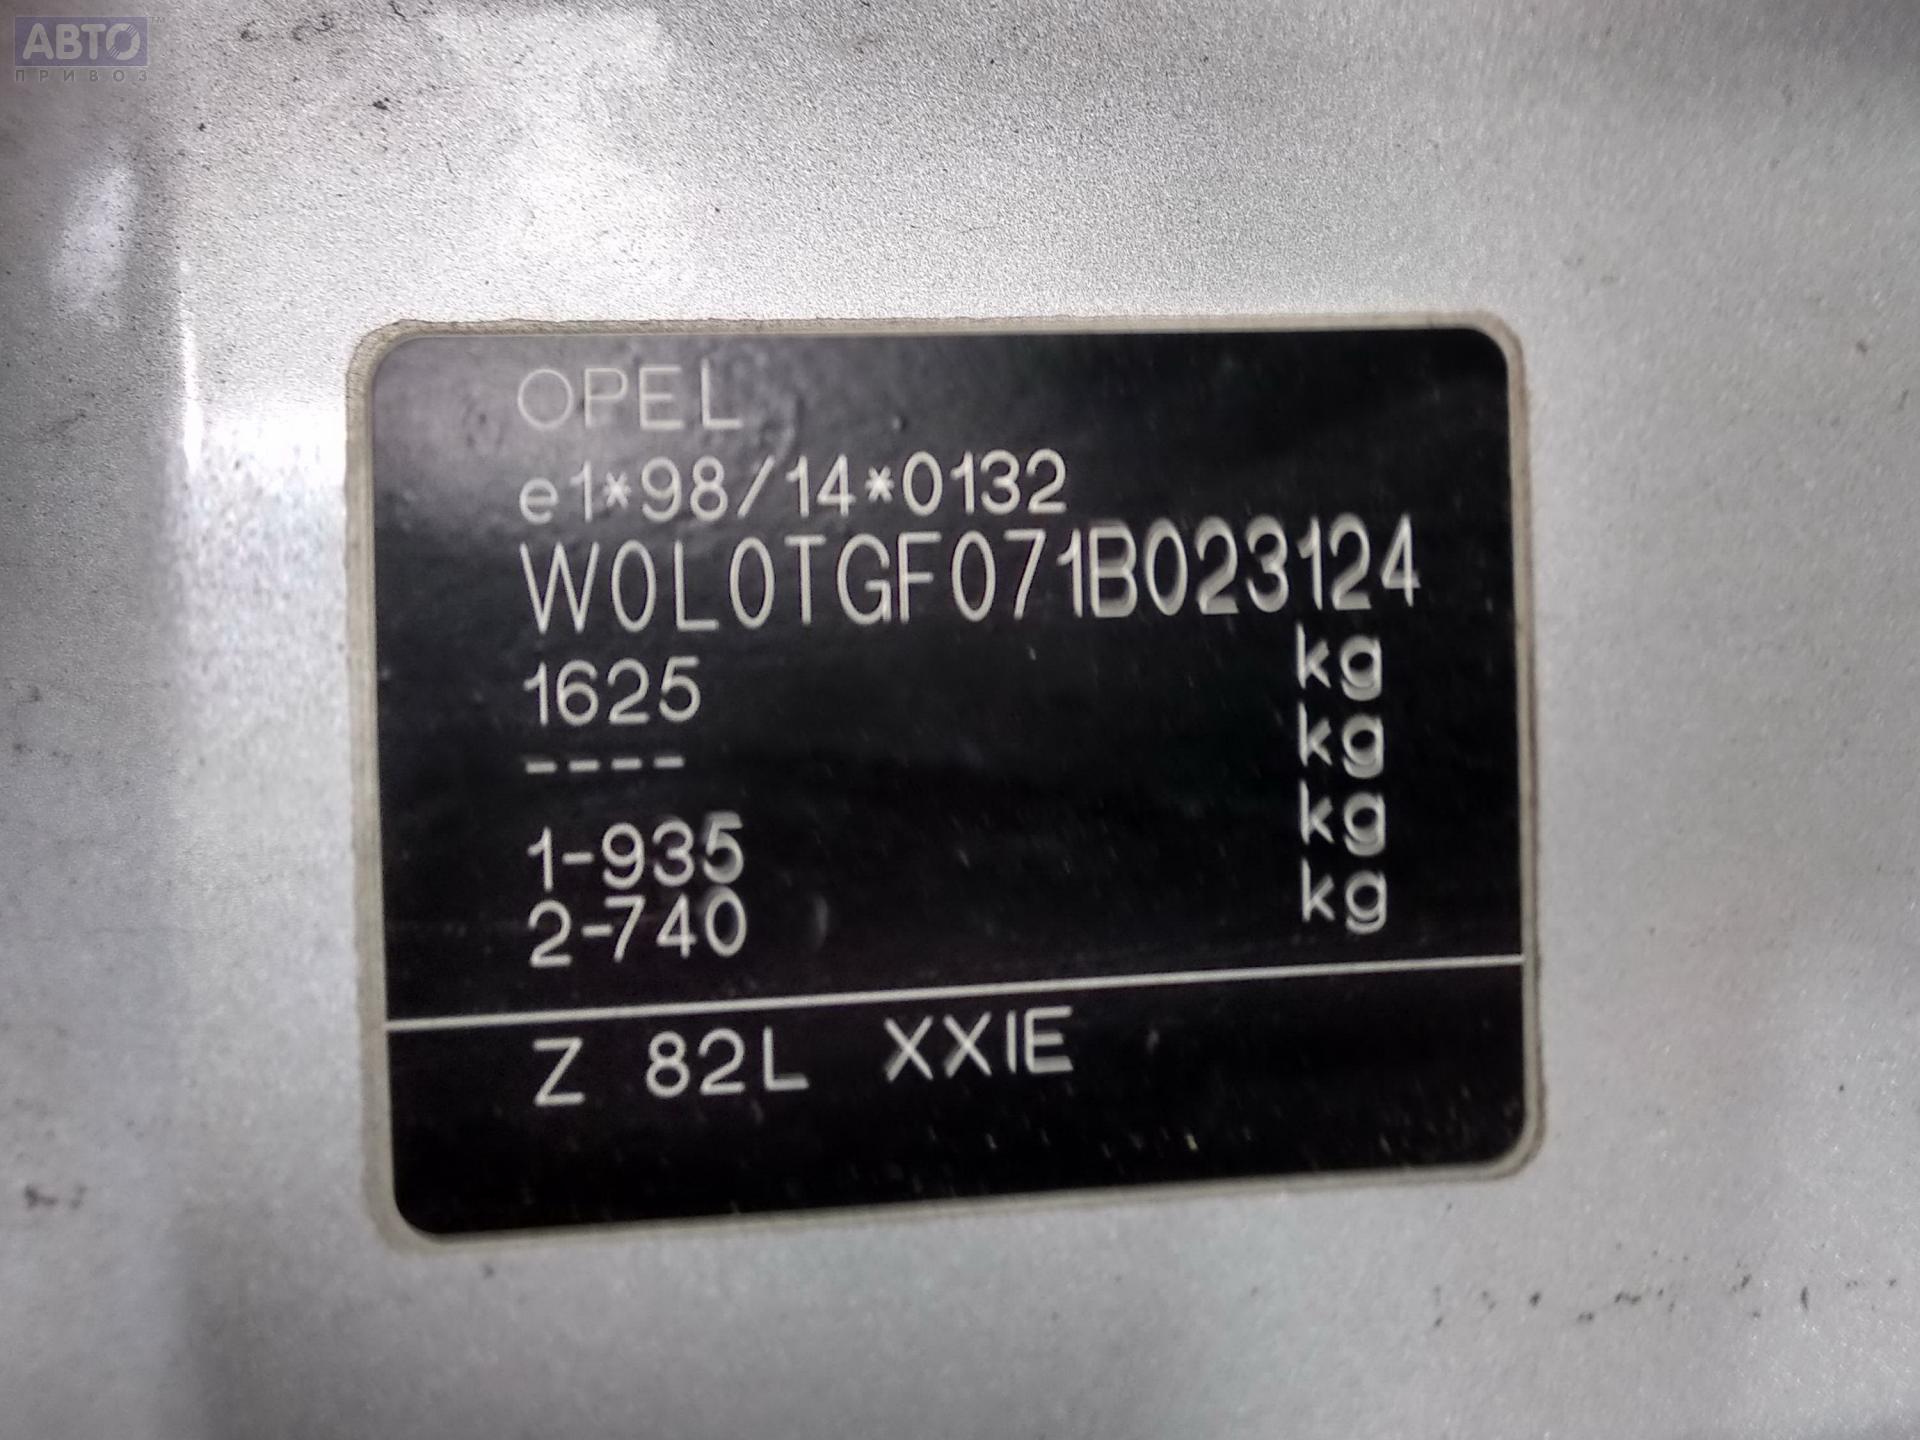 АВТО
ПРИВОЗ
OPEL
e1*98/14*0132
W0L0TGF071B023124
1625 kg
---- kg
1-935 kg
2-740 kg
Z 82L XXIE